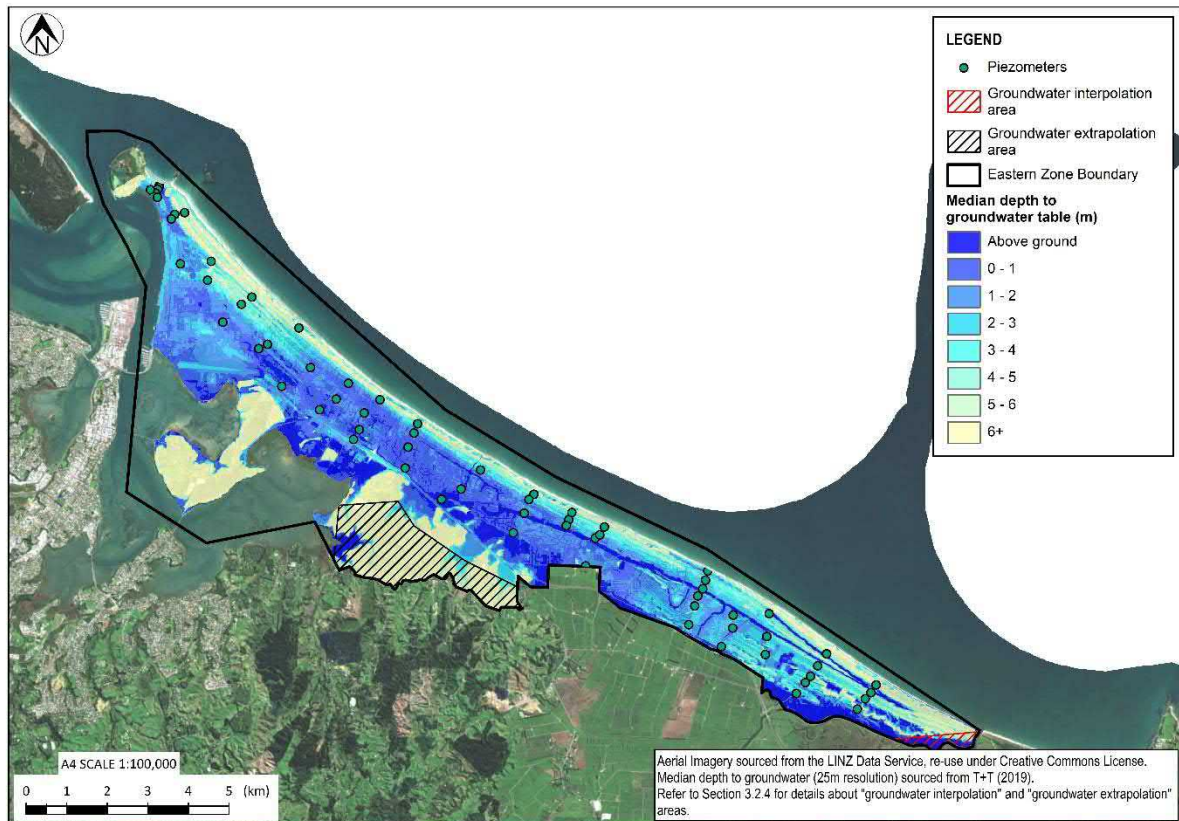 N
LEGEND
Piezometers
Groundwater interpolation
area
Groundwater extrapolation
area
Eastern Zone Boundary
Median depth to
groundwater table (m)
Above ground
0 - 1
1 - 2
2 - 3
3 - 4
4 - 5
5 - 6
6+
A4 SCALE 1:100,000
0 1 2 3 4 5 (km)
Aerial Imagery sourced from the LINZ Data Service, re-use under Creative Commons License.
Median depth to groundwater (25m resolution) sourced from T+T (2019).
Refer to Section 3.2.4 for details about "groundwater interpolation" and "groundwater extrapolation"
areas.